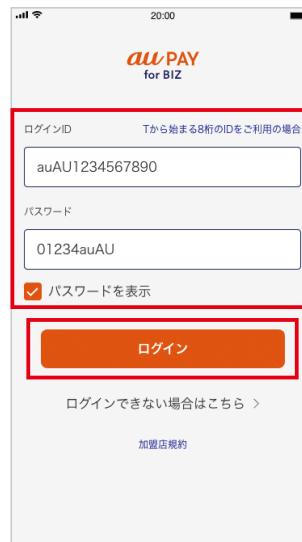 20:00
au PAY
for BIZ
ログインID Tから始まる8桁のIDをご利用の場合
auAU1234567890
パスワード
01234auAU
パスワードを表示
ログイン
ログインできない場合はこちら >
加盟店規約